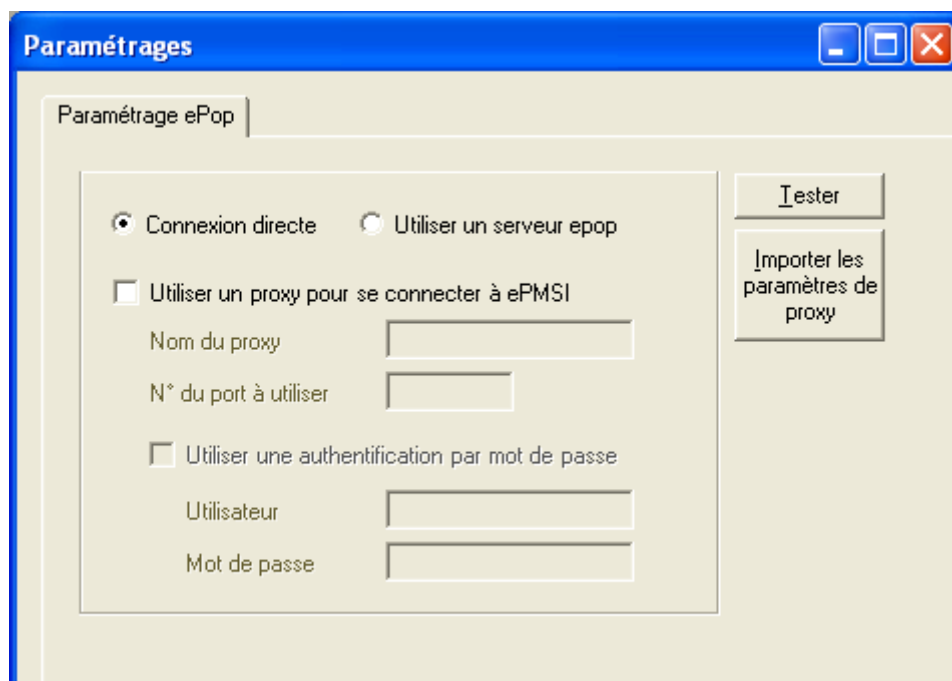 Paramétrages
Paramétrage ePop
Connexion directe
Utiliser un serveur epop
Tester
Importer les
paramètres de
proxy
Utiliser un proxy pour se connecter à ePMSI
Nom du proxy
N° du port à utiliser
Utiliser une authentification par mot de passe
Utilisateur
Mot de passe